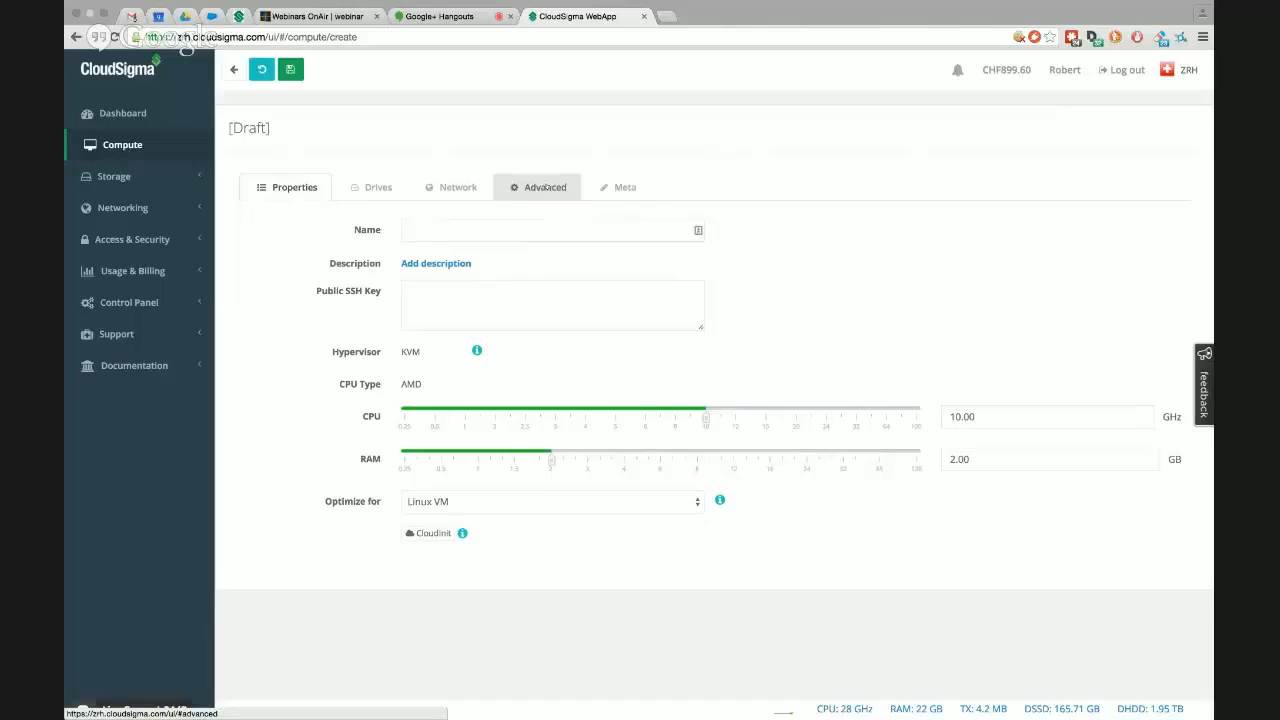 Webinars OnAir | webinar
Google+ Hangouts
CloudSigma WebApp
https://zrh.cloudsigma.com/ui/#/compute/create
Google
CloudSigma
CHF899.60
Robert
Log out
ZRH
Dashboard
Compute
Storage
Networking
Access & Security
Usage & Billing
Control Panel
Support
Documentation
[Draft]
Properties
Drives
Network
Advanced
Meta
Name
Description Add description
Public SSH Key
Hypervisor KVM
CPU Type AMD
CPU
10.00 GHz
RAM
2.00 GB
Optimize for Linux VM
CloudInit
feedback
https://zrh.cloudsigma.com/ui/#advanced
CPU: 28 GHz RAM: 22 GB TX: 4.2 MB DSSD: 165.71 GB DHDD: 1.95 TB